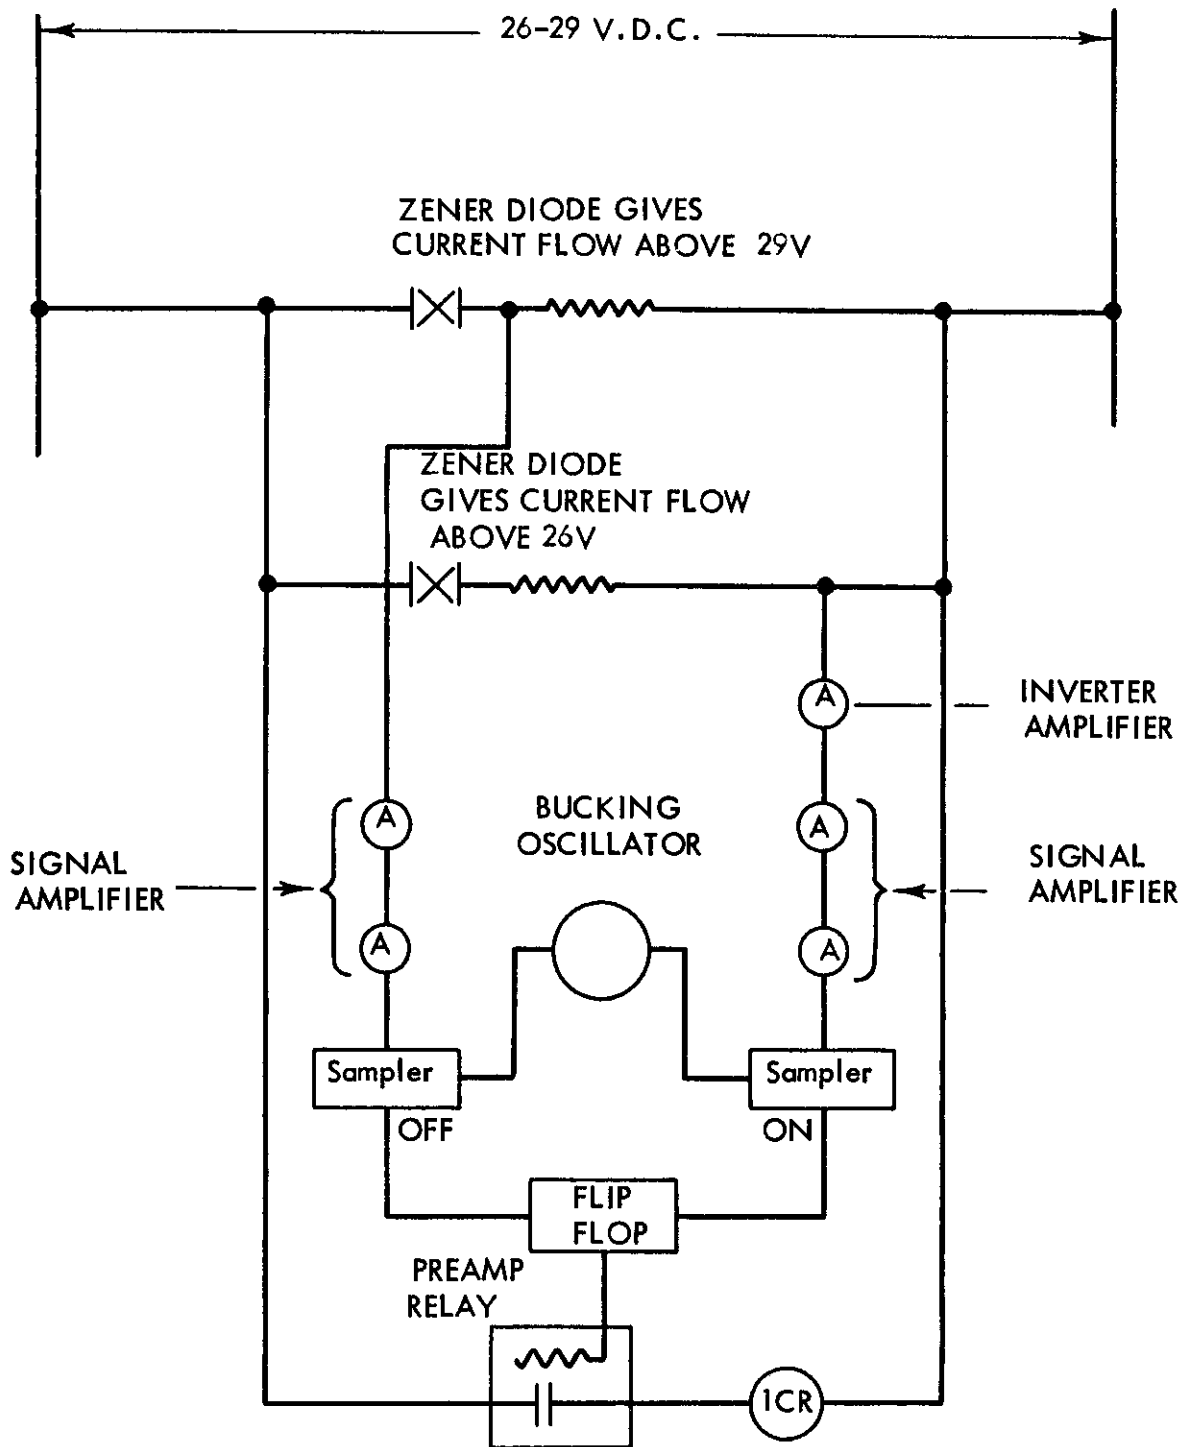 26-29 V.D.C.
ZENER DIODE GIVES
CURRENT FLOW ABOVE 29V
ZENER DIODE
GIVES CURRENT FLOW
ABOVE 26V
A
INVERTER
AMPLIFIER
BUCKING
OSCILLATOR
A
A
SIGNAL
AMPLIFIER
SIGNAL
AMPLIFIER
A
A
Sampler
Sampler
OFF
ON
FLIP
FLOP
PREAMP
RELAY
1CR